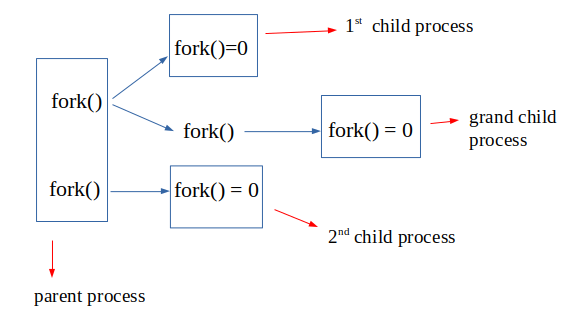 1st child process
fork()=0
fork()
fork()
fork() = 0
grand child
process
fork()
fork() = 0
2nd child process
parent process